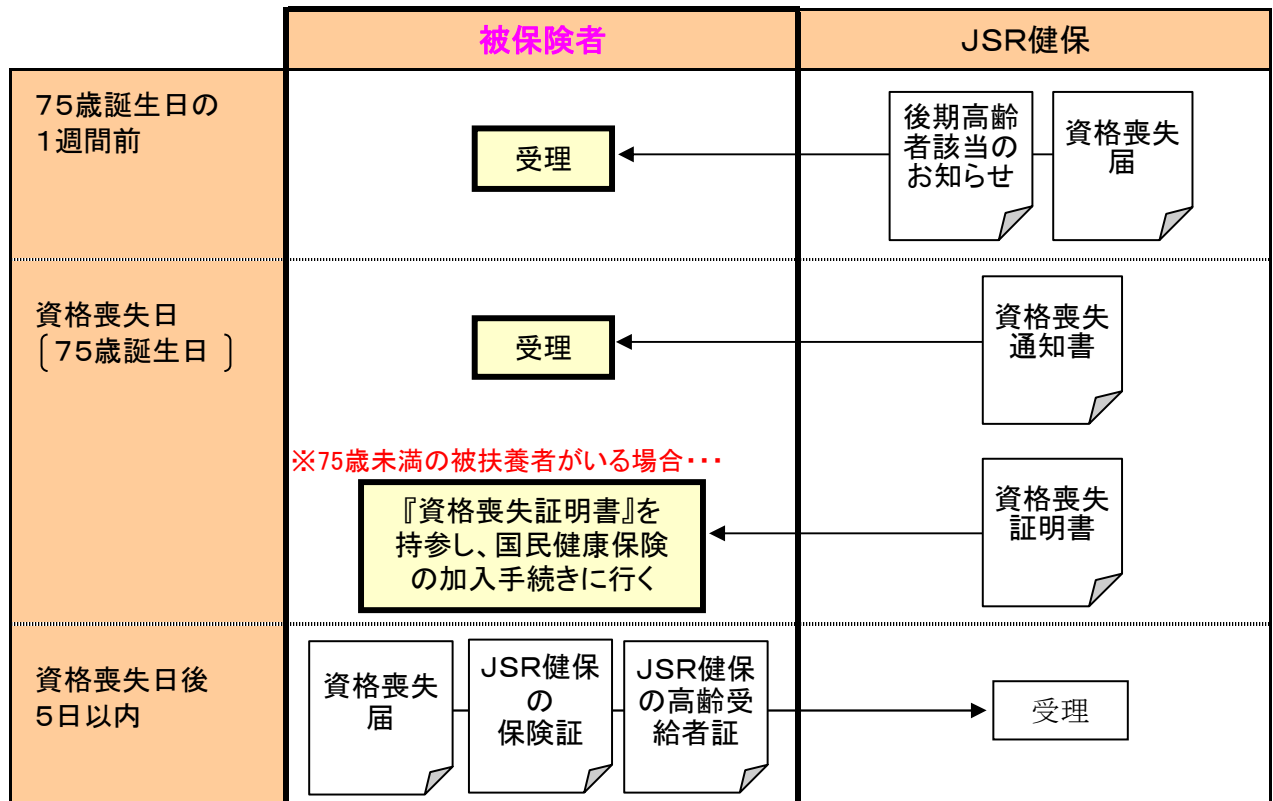 被保険者
JSR健保
75歳誕生日の
1週間前
受理
後期高齢
者該当の
お知らせ
資格喪失
届
資格喪失日
〔75歳誕生日 〕
受理
資格喪失
通知書
※75歳未満の被扶養者がいる場合・・・
『資格喪失証明書』を
持参し、国民健康保険
の加入手続きに行く
資格喪失
証明書
資格喪失日後
5日以内
資格喪失
届
JSR健保
の
保険証
JSR健保
の高齢受
給者証
受理